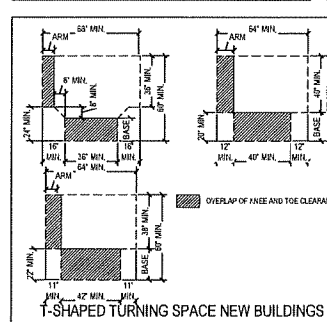 68" MIN.
ARM
6" MIN.
8" MIN.
36" MIN.
60" MIN.
24" MIN.
BASE
MIN. MIN. MIN.
16" 36" MIN. 16"
64" MIN.
ARM
40" MIN.
60" MIN.
20" MIN.
BASE
12" 12"
MIN. 40" MIN. MIN.
64" MIN.
ARM
38" MIN.
60" MIN.
22" MIN.
BASE
11" 11"
MIN. 42" MIN. MIN.
OVERLAP OF KNEE AND TOE
T-SHAPED TURNING SPACE NEW BUILDINGS